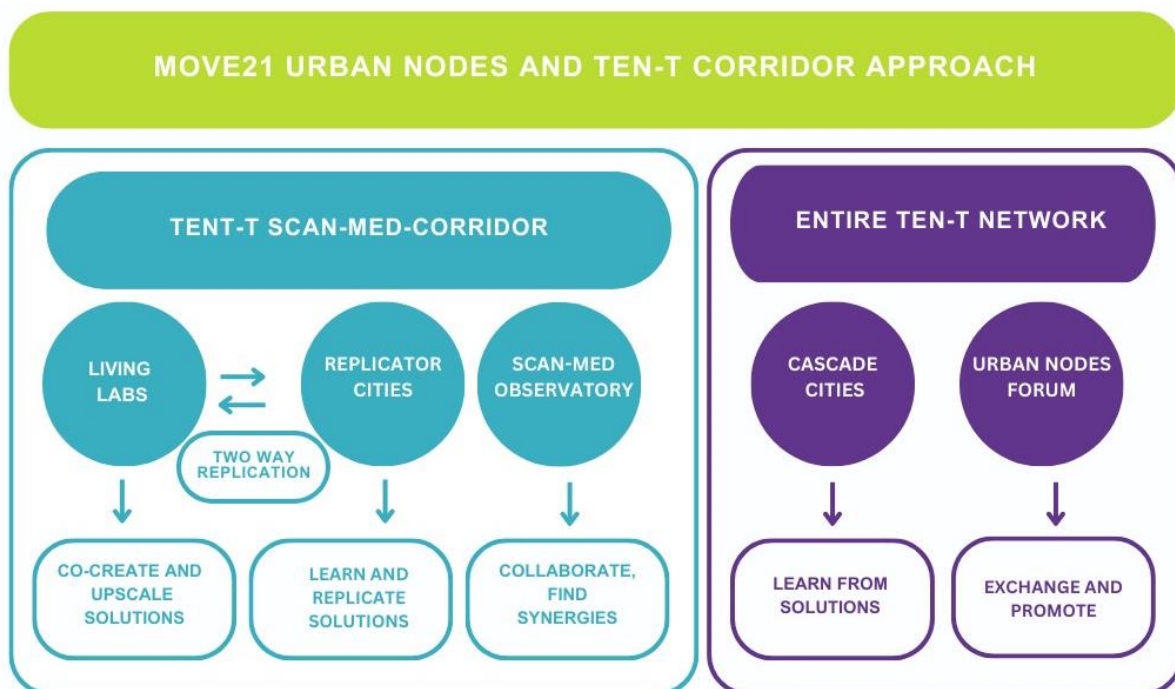 MOVE21 URBAN NODES AND TEN-T CORRIDOR APPROACH
TENT-T SCAN-MED-CORRIDOR
LIVING
LABS
REPLICATOR
CITIES
SCAN-MED
OBSERVATORY
TWO WAY
REPLICATION
CO-CREATE AND
UPSCALE
SOLUTIONS
LEARN AND
REPLICATE
SOLUTIONS
COLLABORATE,
FIND
SYNERGIES
ENTIRE TEN-T NETWORK
CASCADE
CITIES
URBAN NODES
FORUM
LEARN FROM
SOLUTIONS
EXCHANGE AND
PROMOTE